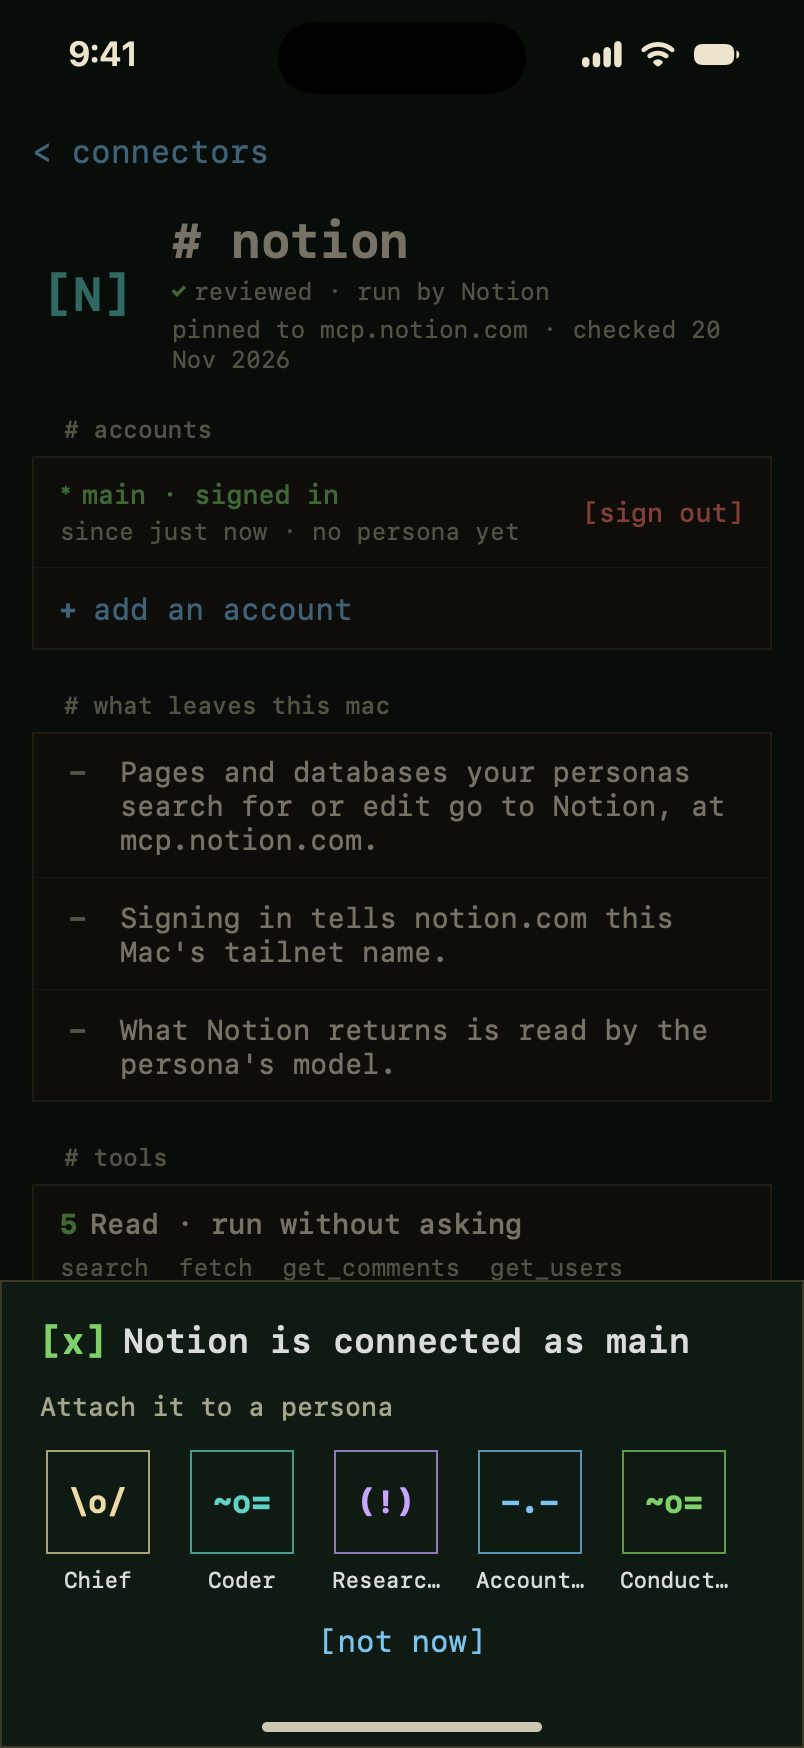 9:41
< connectors
[N]
# notion
✓ reviewed · run by Notion
pinned to mcp.notion.com · checked 20
Nov 2026
# accounts
* main · signed in
since just now · no persona yet
[sign out]
+ add an account
# what leaves this mac
– Pages and databases your personas
search for or edit go to Notion, at
mcp.notion.com.
– Signing in tells notion.com this
Mac's tailnet name.
– What Notion returns is read by the
persona's model.
# tools
5 Read · run without asking
search fetch get_comments get_users
[x] Notion is connected as main
Attach it to a persona
\o/ ~o= (!) -.- ~o=
Chief Coder Researc… Account… Conduct…
[not now]